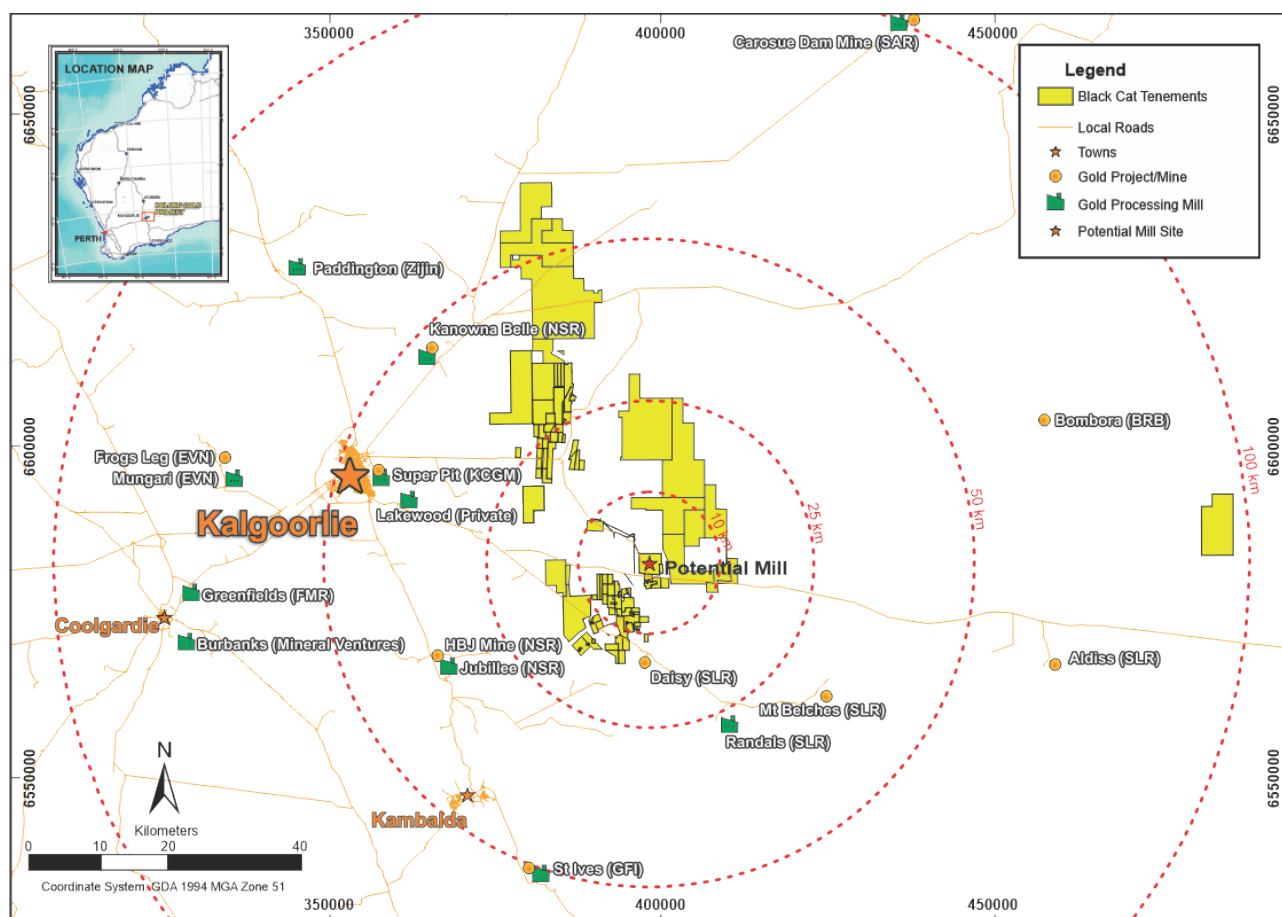 350000
400000
450000
Carosue Dam Mine (SAR)
LOCATION MAP
PERTH
Legend
Black Cat Tenements
Local Roads
Towns
Gold Project/Mine
Gold Processing Mill
Potential Mill Site
6650000
6650000
Paddington (Zijin)
Kanowna Belle (NSR)
Bombora (BRB)
6600000
6600000
Frogs Leg (EVN)
Mungari (EVN)
Super Pit (KCGM)
Lakewood (Private)
Kalgoorlie
10 km
25 km
50 km
100 km
Potential Mill
Greenfields (FMR)
Coolgardie
Burbanks (Mineral Ventures)
HBJ Mine (NSR)
Jubillee (NSR)
Daisy (SLR)
Aldiss (SLR)
Mt Belches (SLR)
Randals (SLR)
N
Kilometers
0
10
20
40
Coordinate System: GDA 1994 MGA Zone 51
6550000
6550000
Kambalda
St Ives (GFI)
350000
400000
450000